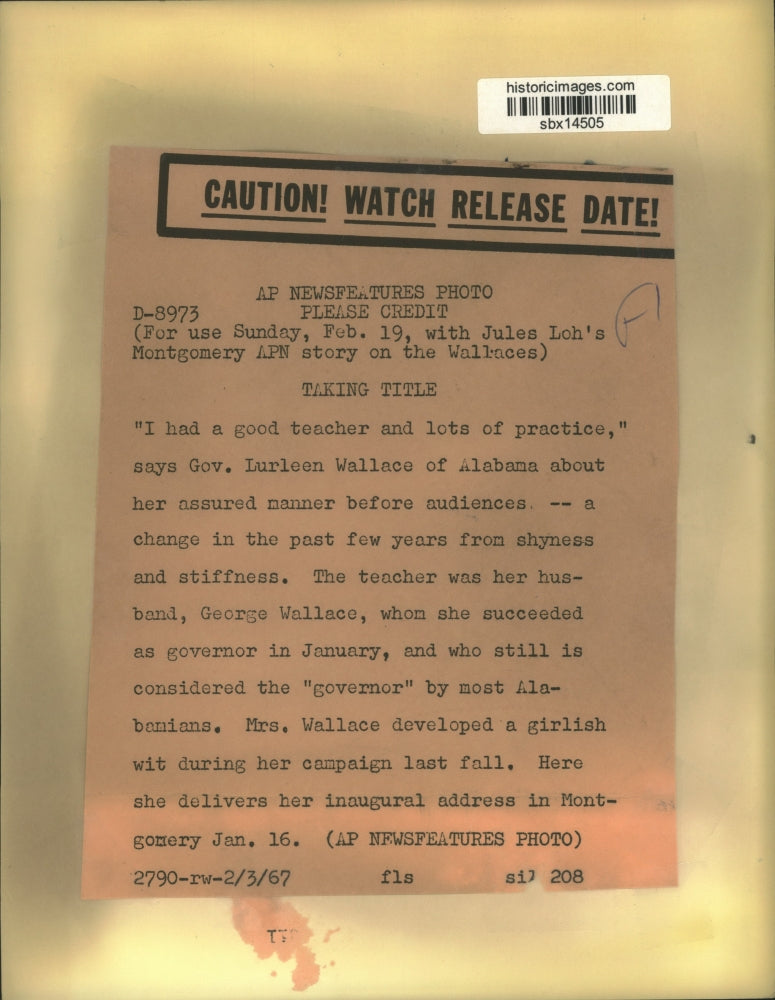 historicimages.com
sbx14505
CAUTION! WATCH RELEASE DATE!
AP NEWSFEATURES PHOTO
D-8973 PLEASE CREDIT
(For use Sunday, Feb. 19, with Jules Loh's
Montgomery APN story on the Wallaces)
TAKING TITLE
"I had a good teacher and lots of practice,"
says Gov. Lurleen Wallace of Alabama about
her assured manner before audiences. -- a
change in the past few years from shyness
and stiffness. The teacher was her hus-
band, George Wallace, whom she succeeded
as governor in January, and who still is
considered the "governor" by most Ala-
bamians. Mrs. Wallace developed a girlish
wit during her campaign last fall. Here
she delivers her inaugural address in Mont-
gomery Jan. 16. (AP NEWSFEATURES PHOTO)
2790-rw-2/3/67 fls sil 208